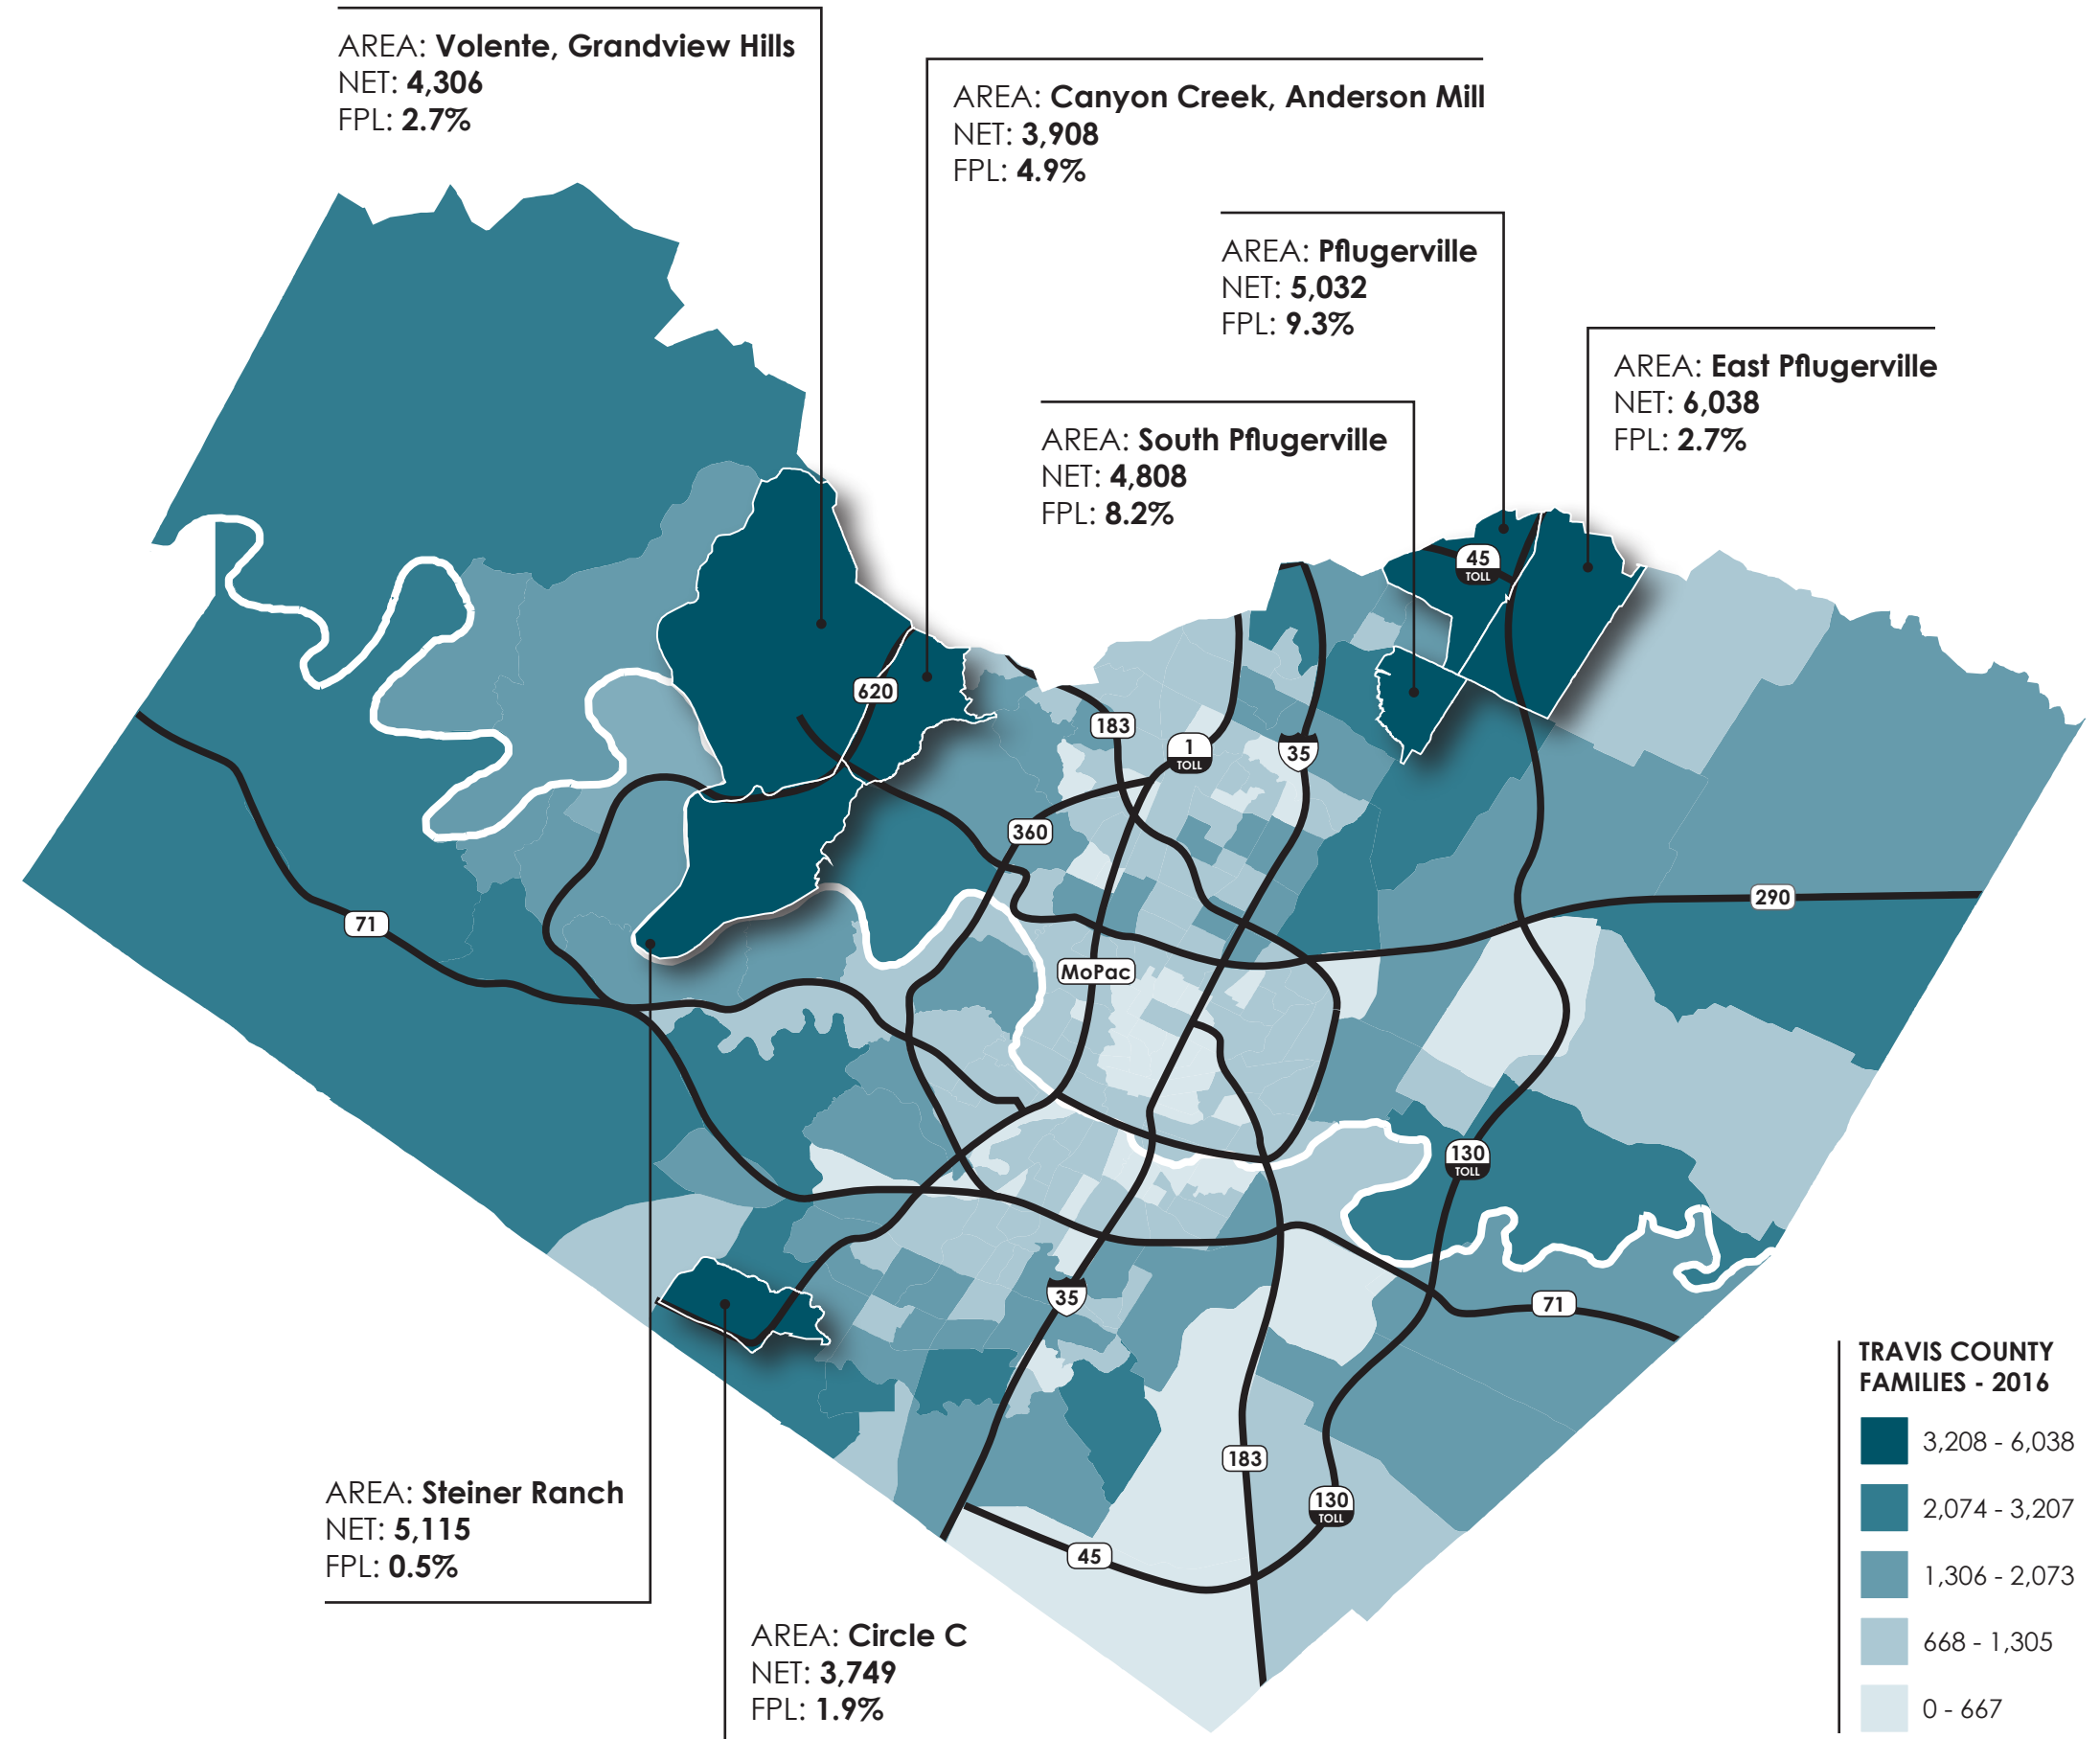 AREA: Volente, Grandview Hills
NET: 4,306
FPL: 2.7%
AREA: Canyon Creek, Anderson Mill
NET: 3,908
FPL: 4.9%
AREA: Pflugerville
NET: 5,032
FPL: 9.3%
AREA: East Pflugerville
NET: 6,038
FPL: 2.7%
AREA: South Pflugerville
NET: 4,808
FPL: 8.2%
45
TOLL
620
183
1
TOLL
35
360
290
71
MoPac
130
TOLL
35
71
183
130
TOLL
45
AREA: Steiner Ranch
NET: 5,115
FPL: 0.5%
AREA: Circle C
NET: 3,749
FPL: 1.9%
TRAVIS COUNTY
FAMILIES - 2016
3,208 - 6,038
2,074 - 3,207
1,306 - 2,073
668 - 1,305
0 - 667